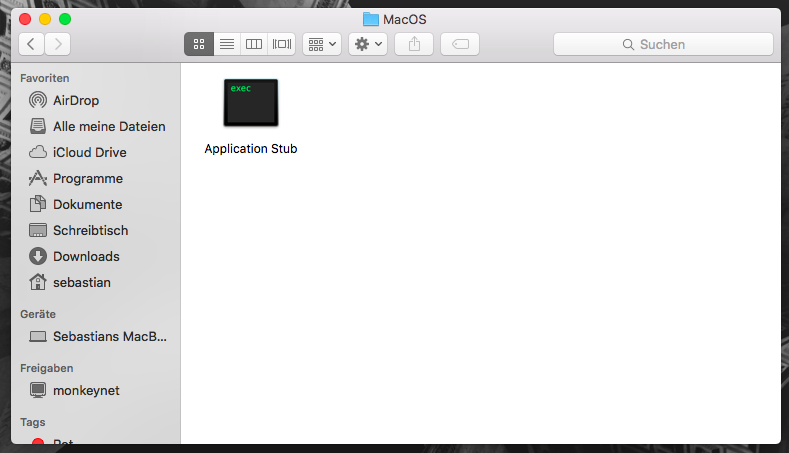 MacOS
Suchen
Favoriten
AirDrop
Alle meine Dateien
iCloud Drive
Programme
Dokumente
Schreibtisch
Downloads
sebastian
Geräte
Sebastians MacB...
Freigaben
monkeynet
Tags
exec
Application Stub